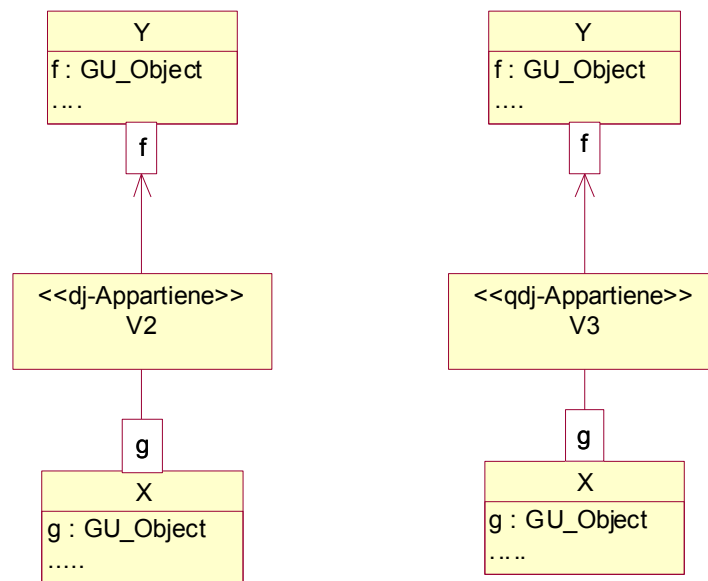 Y
f : GU_Object
....
f
<<dj-Appartiene>>
V2
g
X
g : GU_Object
.....
Y
f : GU_Object
....
f
<<qdj-Appartiene>>
V3
g
X
g : GU_Object
.....